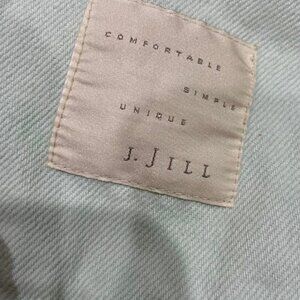 COMFORTABLE
SIMPLE
UNIQUE
J. JILL